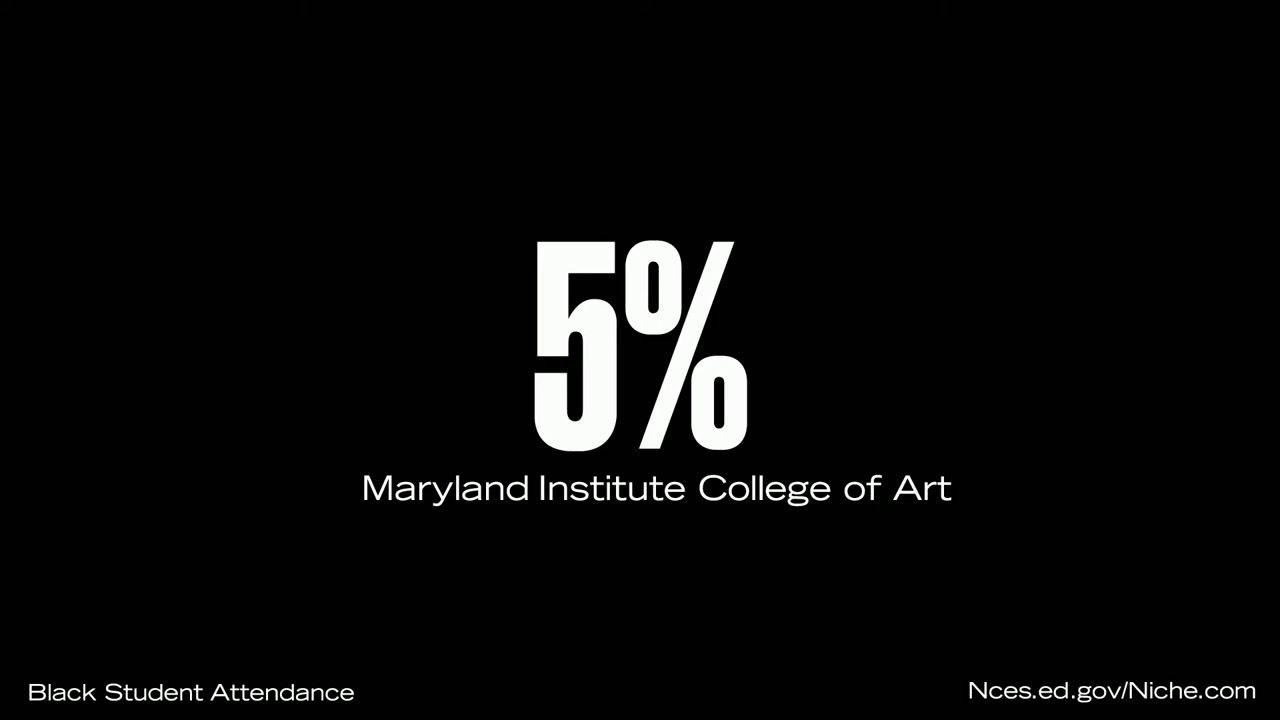 5%
Maryland Institute College of Art
Black Student Attendance
Nces.ed.gov/Niche.com